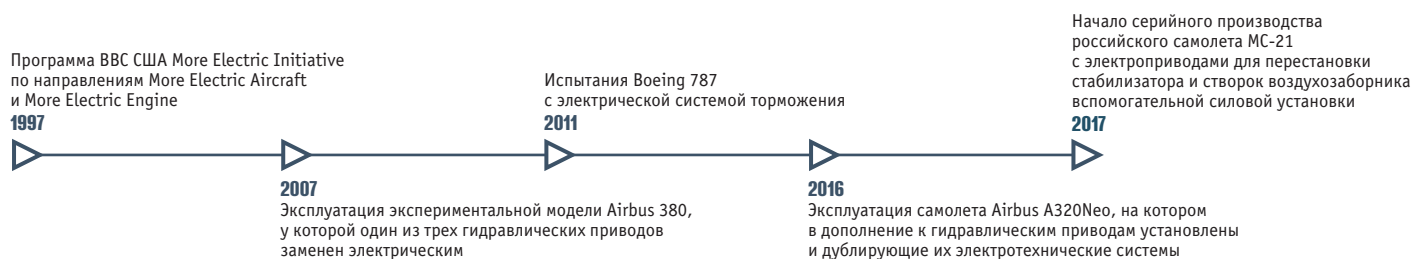 Программа ВВС США More Electric Initiative
по направлениям More Electric Aircraft
и More Electric Engine
1997
2007
Эксплуатация экспериментальной модели Airbus 380,
у которой один из трех гидравлических приводов
заменен электрическим
Испытания Boeing 787
с электрической системой торможения
2011
2016
Эксплуатация самолета Airbus A320Neo, на котором
в дополнение к гидравлическим приводам установлены
и дублирующие их электротехнические системы
Начало серийного производства
российского самолета МС-21
с электроприводами для перестановки
стабилизатора и створок воздухозаборника
вспомогательной силовой установки
2017